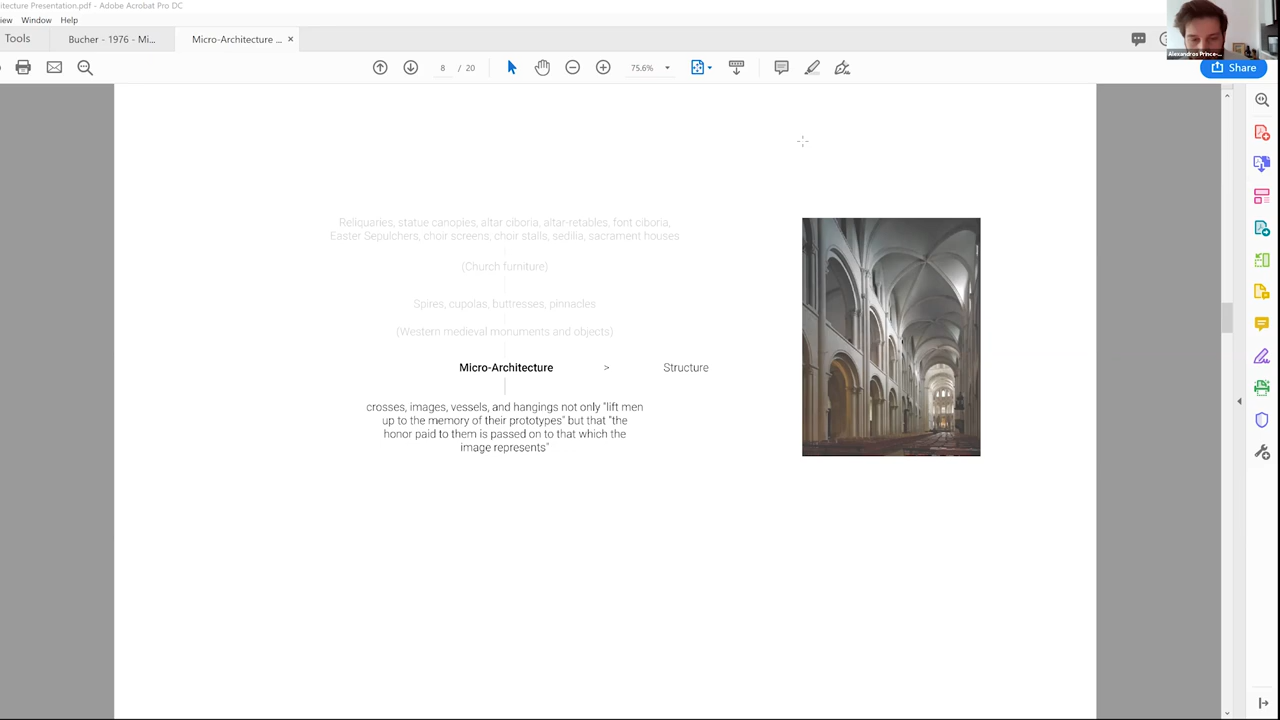 itecture Presentation.pdf - Adobe Acrobat Pro DC
iew Window Help
Tools
Bucher - 1976 - Mi...
Micro-Architecture ...
8 / 20
75.6%
Share
Reliquaries, statue canopies, altar ciboria, altar-retables, font ciboria,
Easter Sepulchers, choir screens, choir stalls, sedilia, sacrament houses
(Church furniture)
Spires, cupolas, buttresses, pinnacles
(Western medieval monuments and objects)
Micro-Architecture > Structure
crosses, images, vessels, and hangings not only "lift men
up to the memory of their prototypes" but that "the
honor paid to them is passed on to that which the
image represents"
Alexandros Prince-...